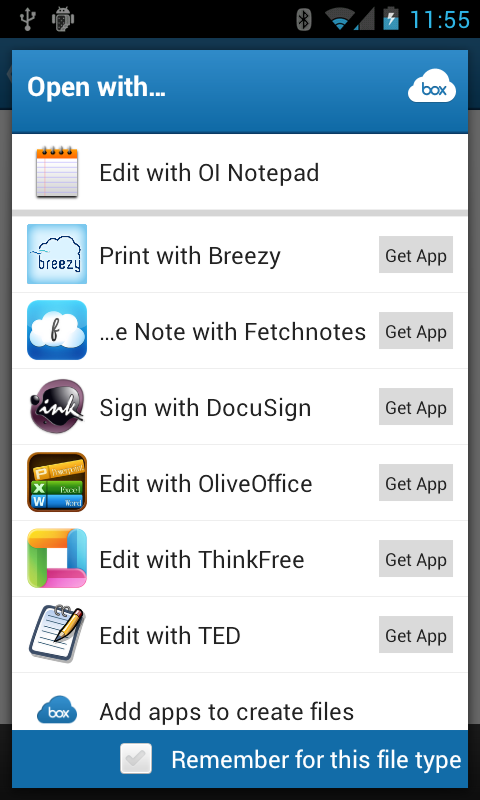 11:55
Open with...
box
Edit with OI Notepad
breezy
Print with Breezy
Get App
f
...e Note with Fetchnotes
Get App
ink
Sign with DocuSign
Get App
P PowerPoint
X Excel
W Word
Edit with OliveOffice
Get App
Edit with ThinkFree
Get App
Edit with TED
Get App
box
Add apps to create files
Remember for this file type